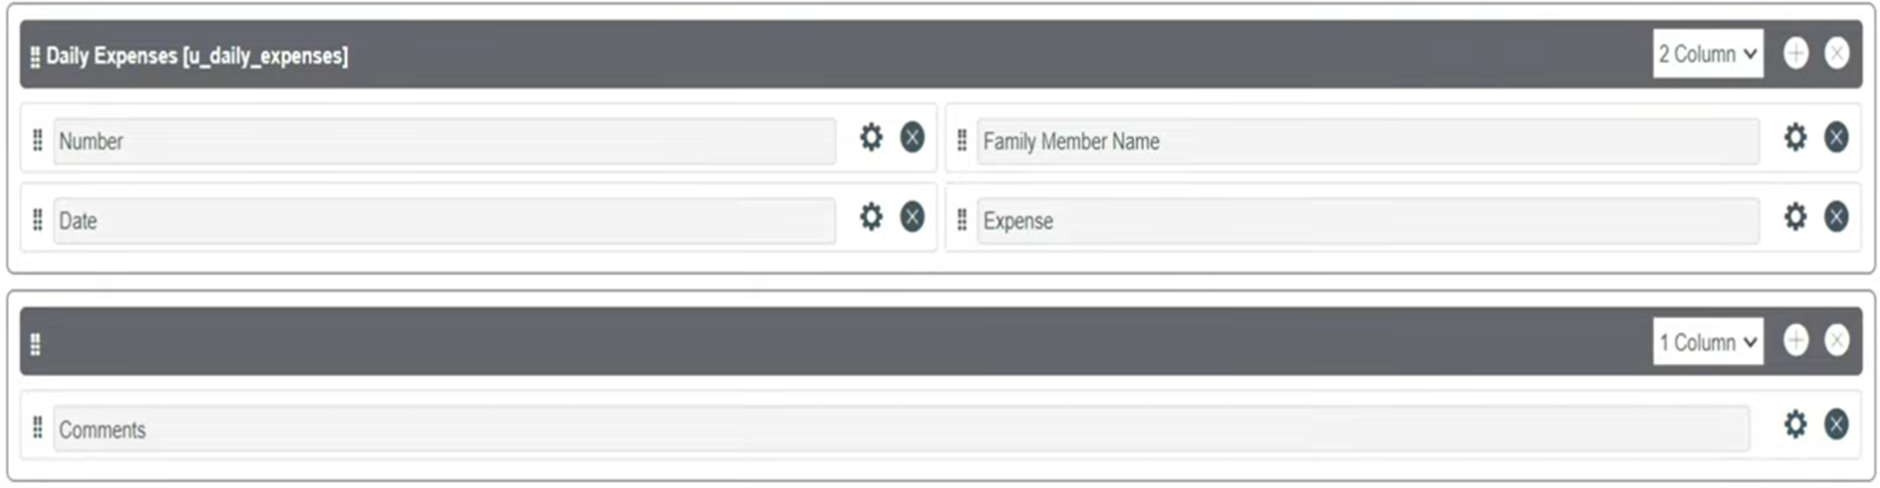 Daily Expenses [u_daily_expenses] 2 Column
Number Family Member Name
Date Expense
1 Column
Comments